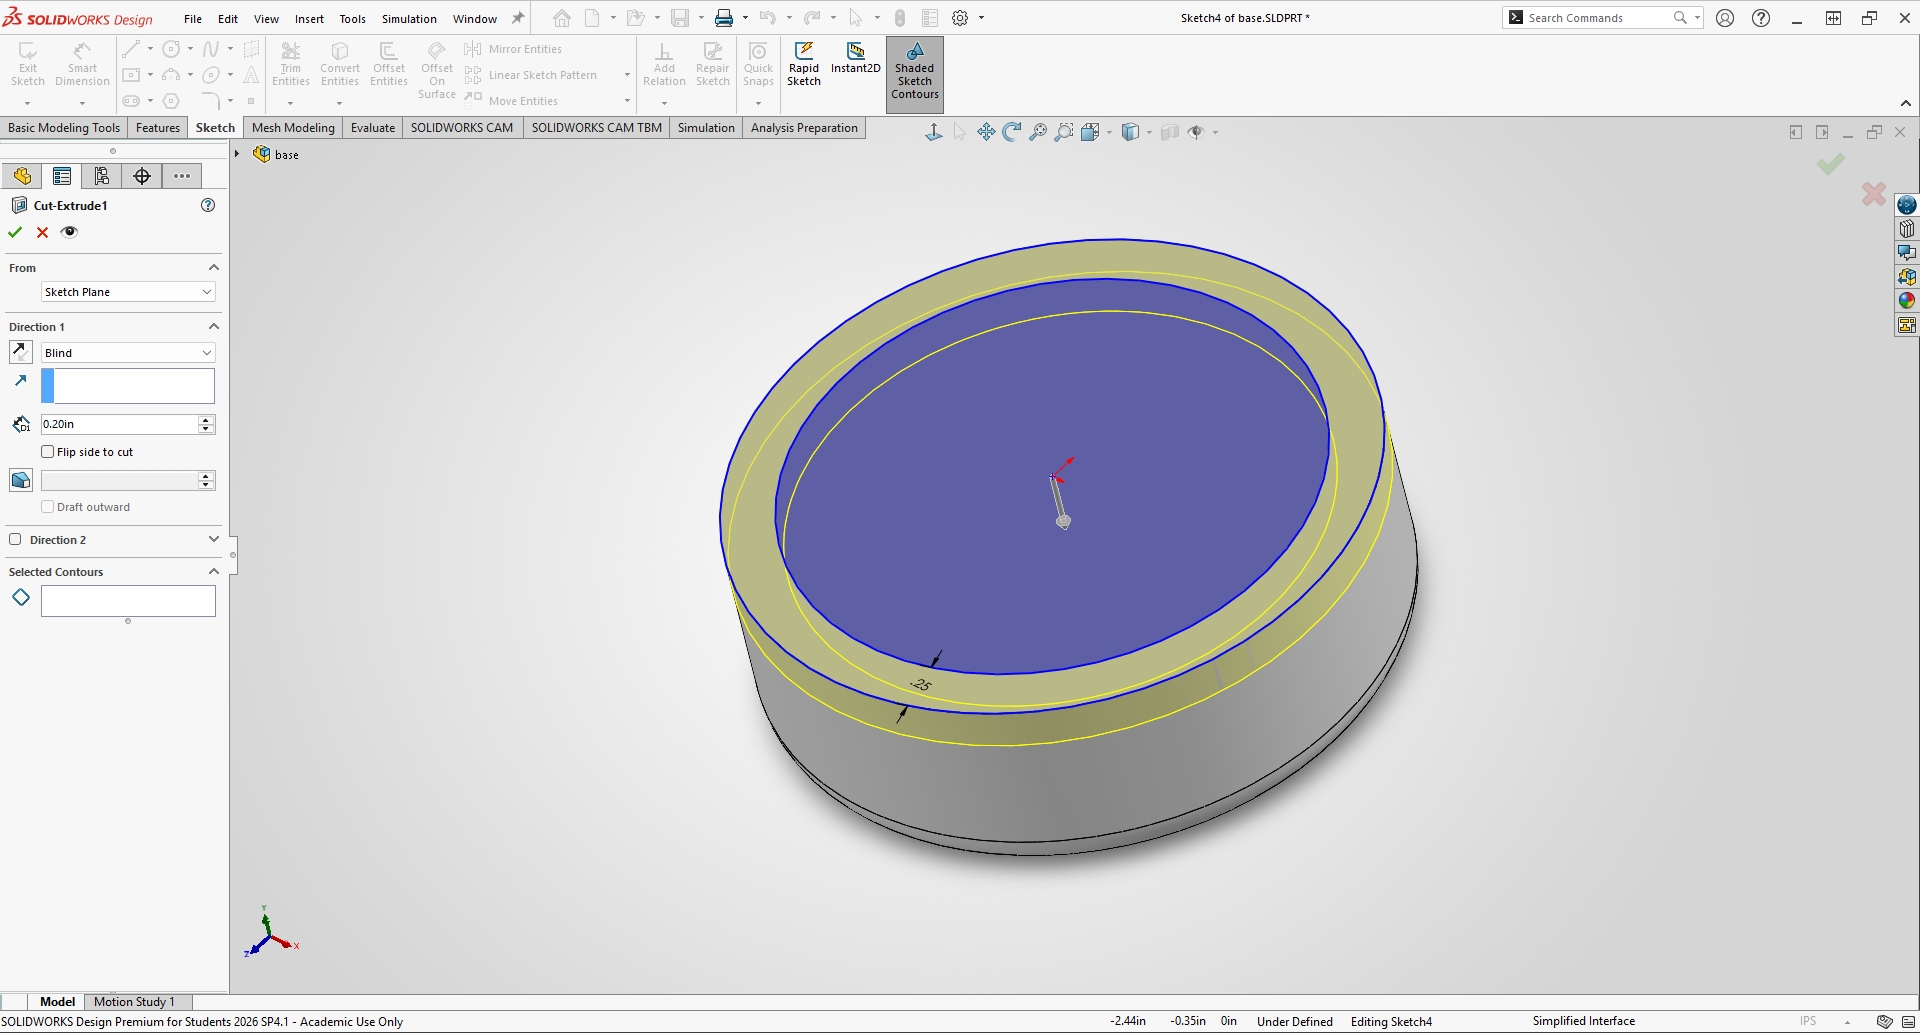 SOLIDWORKS Design
File Edit View Insert Tools Simulation Window
Sketch4 of base.SLDPRT *
Search Commands
Exit Sketch
Smart Dimension
Trim Entities
Convert Entities
Offset Entities
Offset On Surface
Mirror Entities
Linear Sketch Pattern
Move Entities
Add Relation
Repair Sketch
Quick Snaps
Rapid Sketch
Instant2D
Shaded Sketch Contours
Basic Modeling Tools Features Sketch Mesh Modeling Evaluate SOLIDWORKS CAM SOLIDWORKS CAM TBM Simulation Analysis Preparation
base
Cut-Extrude1
From
Sketch Plane
Direction 1
Blind
D1
0.20in
Flip side to cut
Draft outward
Direction 2
Selected Contours
.25
Y
X
Z
Model Motion Study 1
SOLIDWORKS Design Premium for Students 2026 SP4.1 - Academic Use Only
-2.44in -0.35in 0in Under Defined Editing Sketch4 Simplified Interface IPS